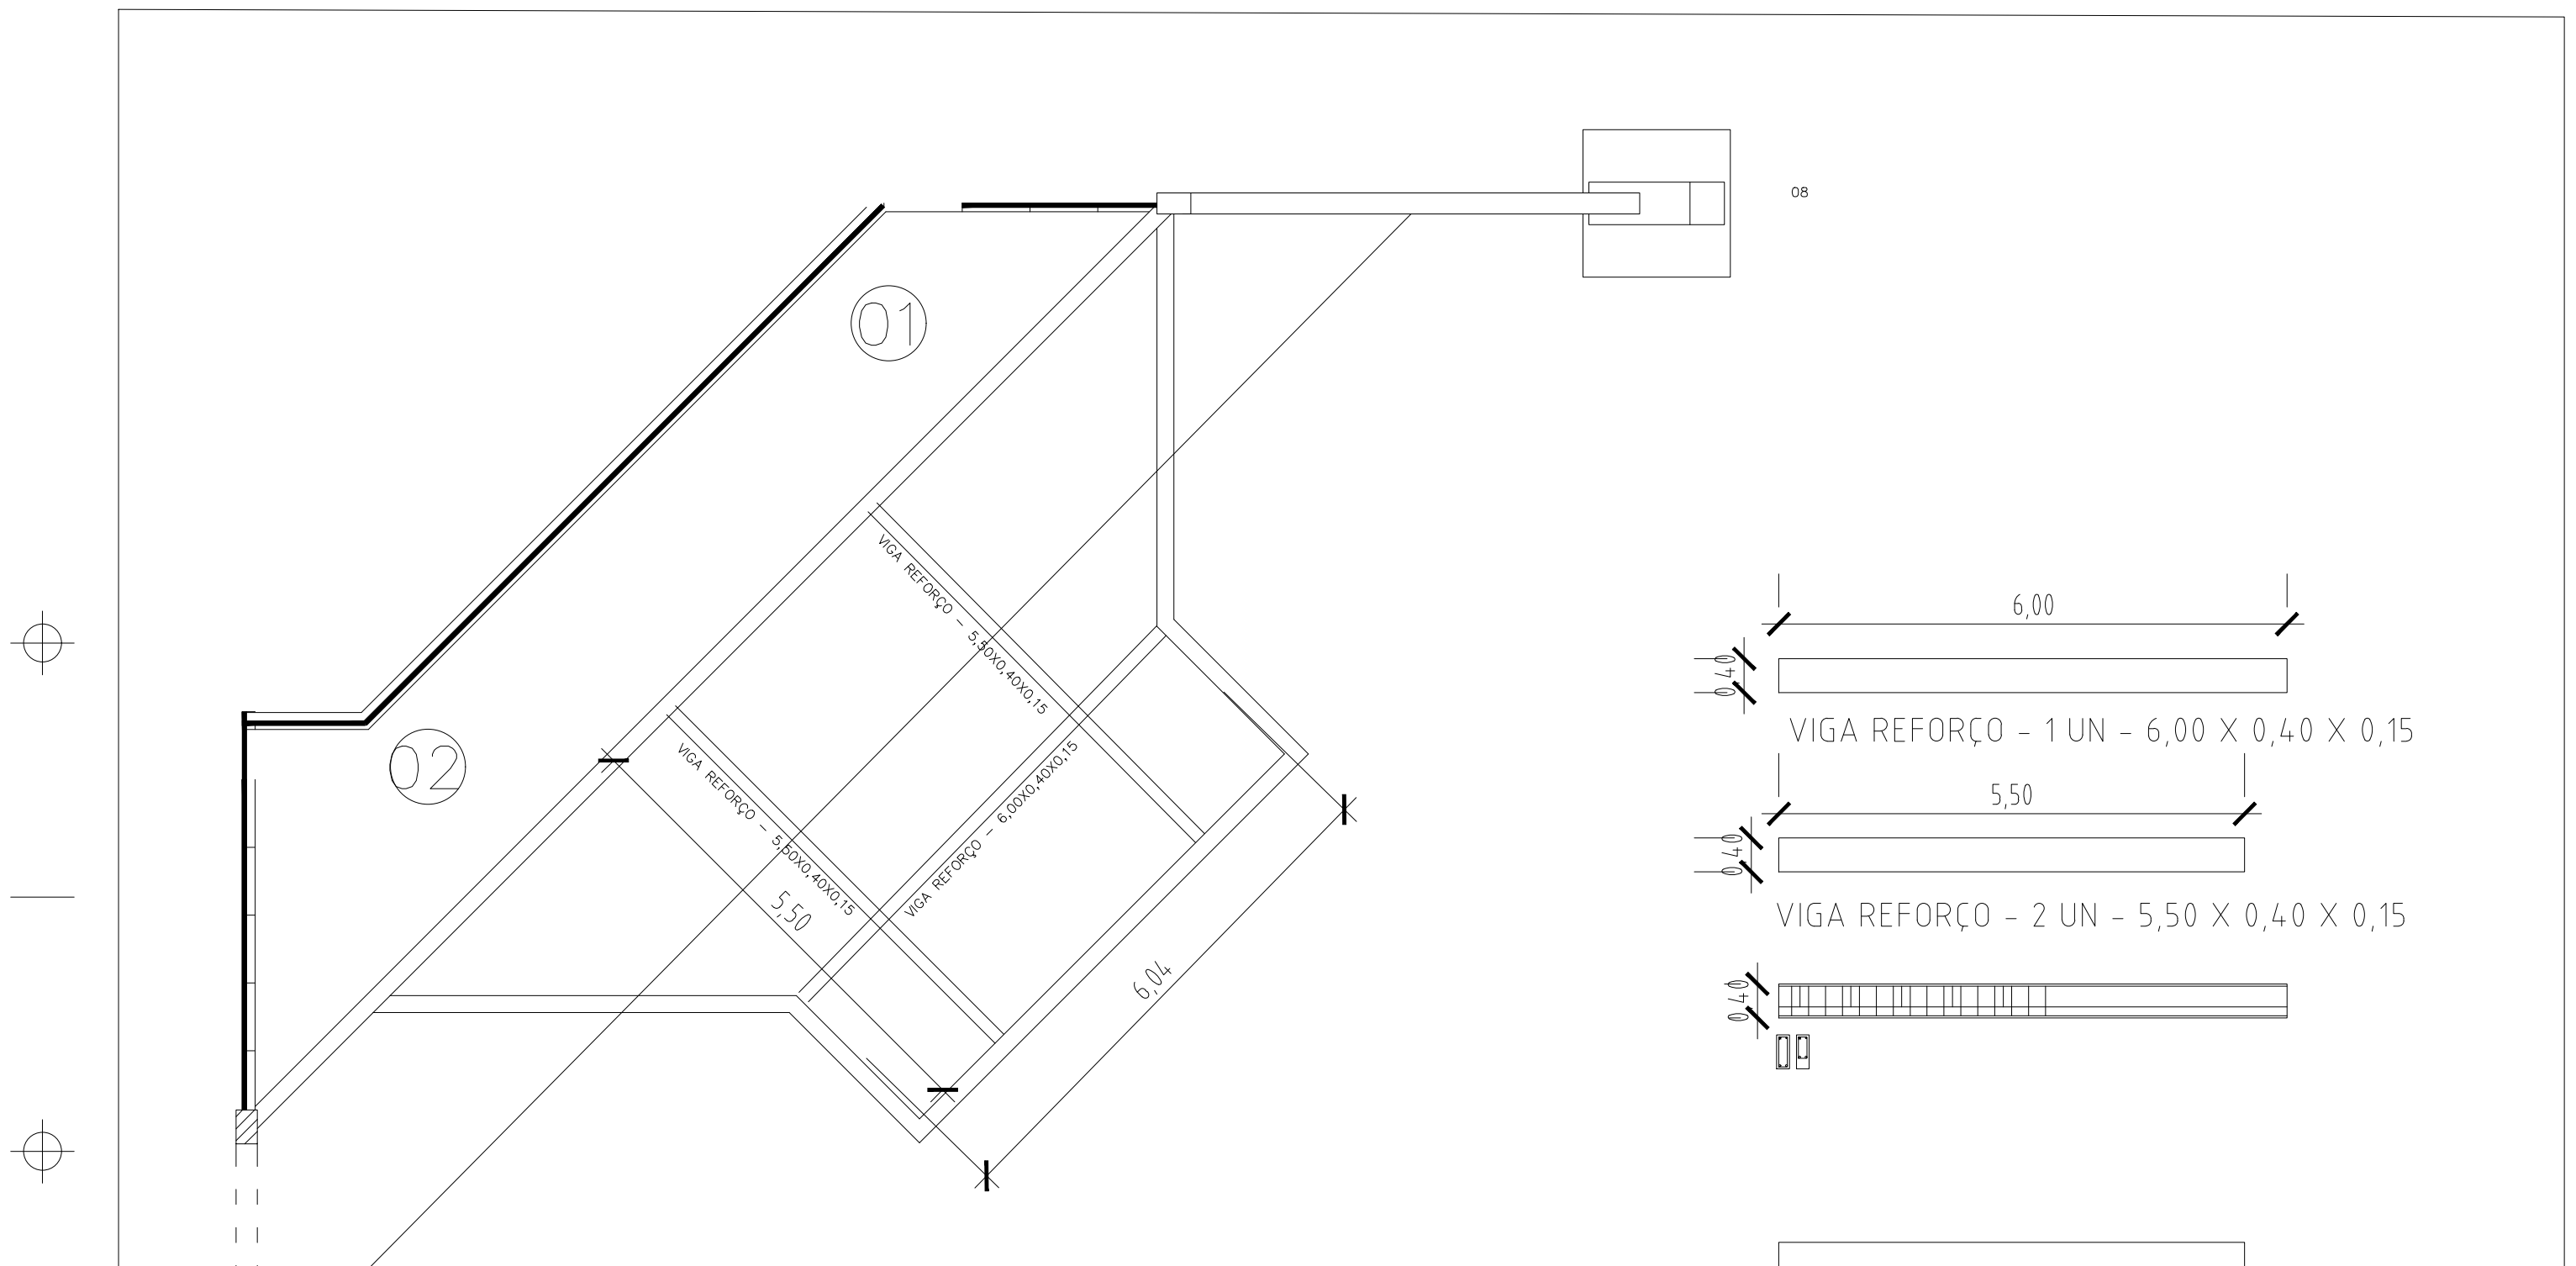 08
01
VIGA REFORÇO - 5,50X0,40X0,15
6,00
0 40
VIGA REFORÇO - 1 UN - 6,00 X 0,40 X 0,15
02
VIGA REFORÇO - 5,50X0,40X0,15
VIGA REFORÇO - 6,00X0,40X0,15
5,50
0 40
5,50
VIGA REFORÇO - 2 UN - 5,50 X 0,40 X 0,15
6,04
0 40